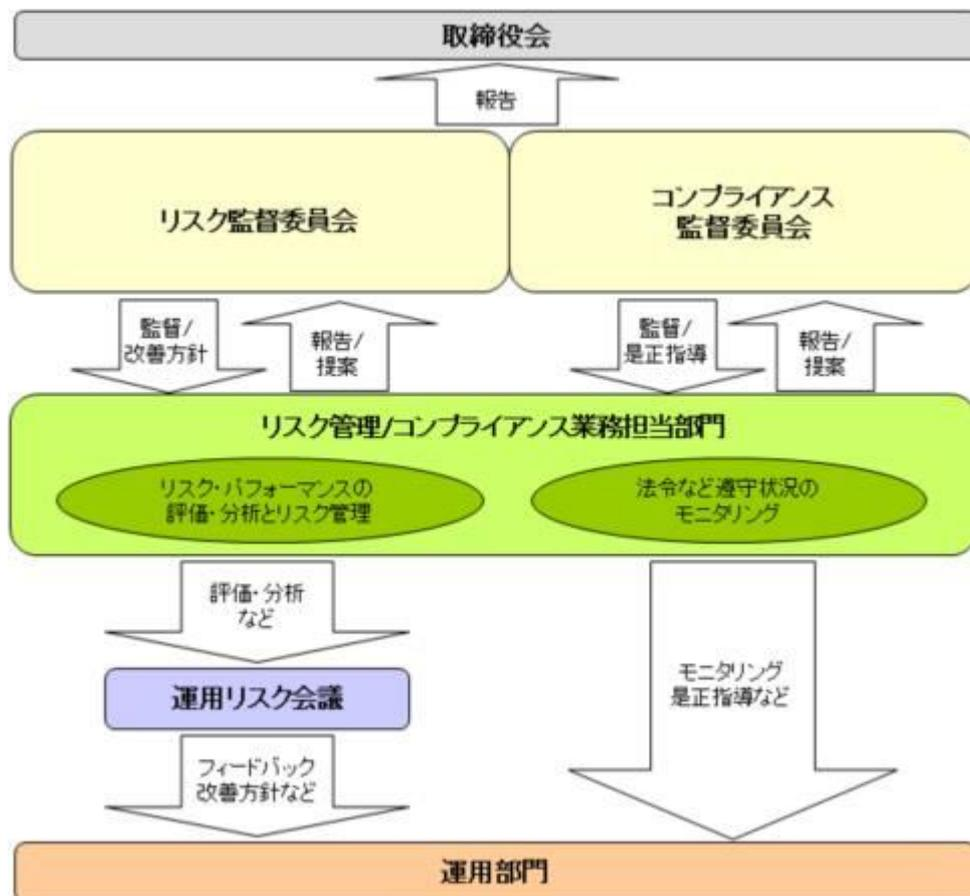 取締役会
報告
リスク監督委員会
コンプライアンス
監督委員会
監督/
改善方針
報告/
提案
監督/
是正指導
報告/
提案
リスク管理/コンプライアンス業務担当部門
リスク・パフォーマンスの
評価・分析とリスク管理
法令など遵守状況の
モニタリング
評価・分析
など
運用リスク会議
モニタリング
是正指導など
フィードバック
改善方針など
運用部門